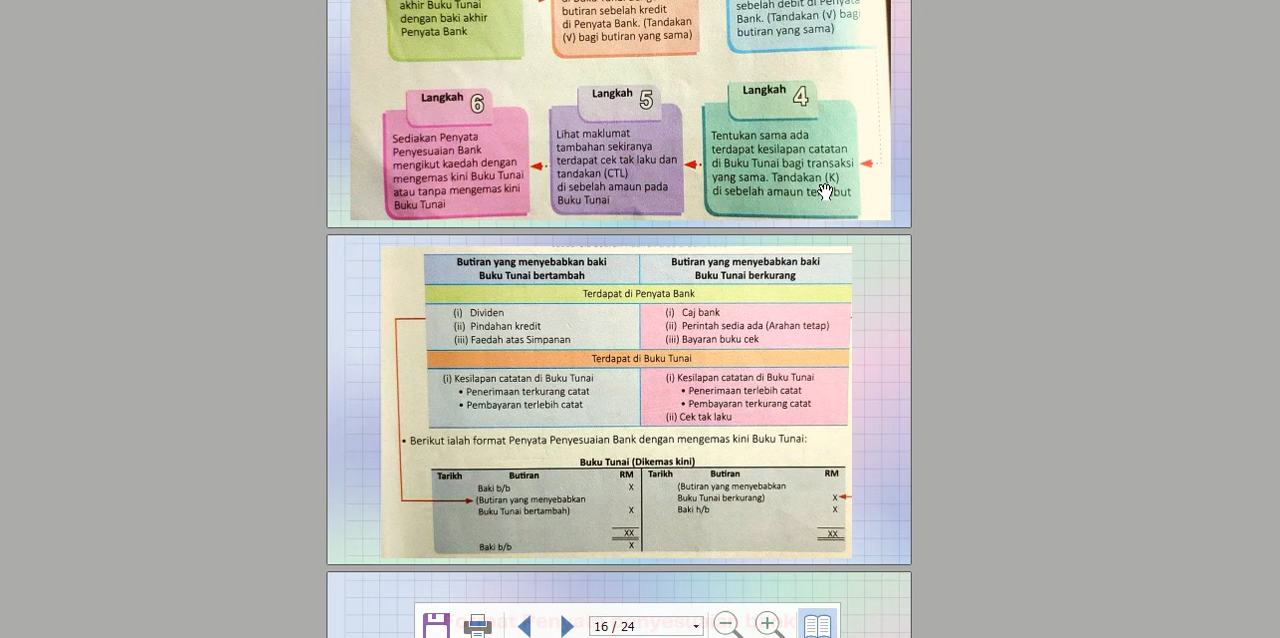 akhir Buku Tunai
dengan baki akhir
Penyata Bank
butiran sebelah kredit
di Penyata Bank. (Tandakan
(√) bagi butiran yang sama)
sebelah debit di Penyata
Bank. (Tandakan (√) bagi
butiran yang sama)
Langkah 6
Sediakan Penyata
Penyesuaian Bank
mengikut kaedah dengan
mengemas kini Buku Tunai
atau tanpa mengemas kini
Buku Tunai
Langkah 5
Lihat maklumat
tambahan sekiranya
terdapat cek tak laku dan
tandakan (CTL)
di sebelah amaun pada
Buku Tunai
Langkah 4
Tentukan sama ada
terdapat kesilapan catatan
di Buku Tunai bagi transaksi
yang sama. Tandakan (K)
di sebelah amaun tersebut
Butiran yang menyebabkan baki
Buku Tunai bertambah
Butiran yang menyebabkan baki
Buku Tunai berkurang
Terdapat di Penyata Bank
(i) Dividen
(ii) Pindahan kredit
(iii) Faedah atas Simpanan
(i) Caj bank
(ii) Perintah sedia ada (Arahan tetap)
(iii) Bayaran buku cek
Terdapat di Buku Tunai
(i) Kesilapan catatan di Buku Tunai
• Penerimaan terkurang catat
• Pembayaran terlebih catat
(i) Kesilapan catatan di Buku Tunai
• Penerimaan terlebih catat
• Pembayaran terkurang catat
(ii) Cek tak laku
• Berikut ialah format Penyata Penyesuaian Bank dengan mengemas kini Buku Tunai:
Buku Tunai (Dikemas kini)
Tarikh Butiran RM Tarikh Butiran RM
Baki b/b X
(Butiran yang menyebabkan
Buku Tunai bertambah) X
XX
Baki b/b X
(Butiran yang menyebabkan
Buku Tunai berkurang) X
Baki h/b X
XX
16 / 24